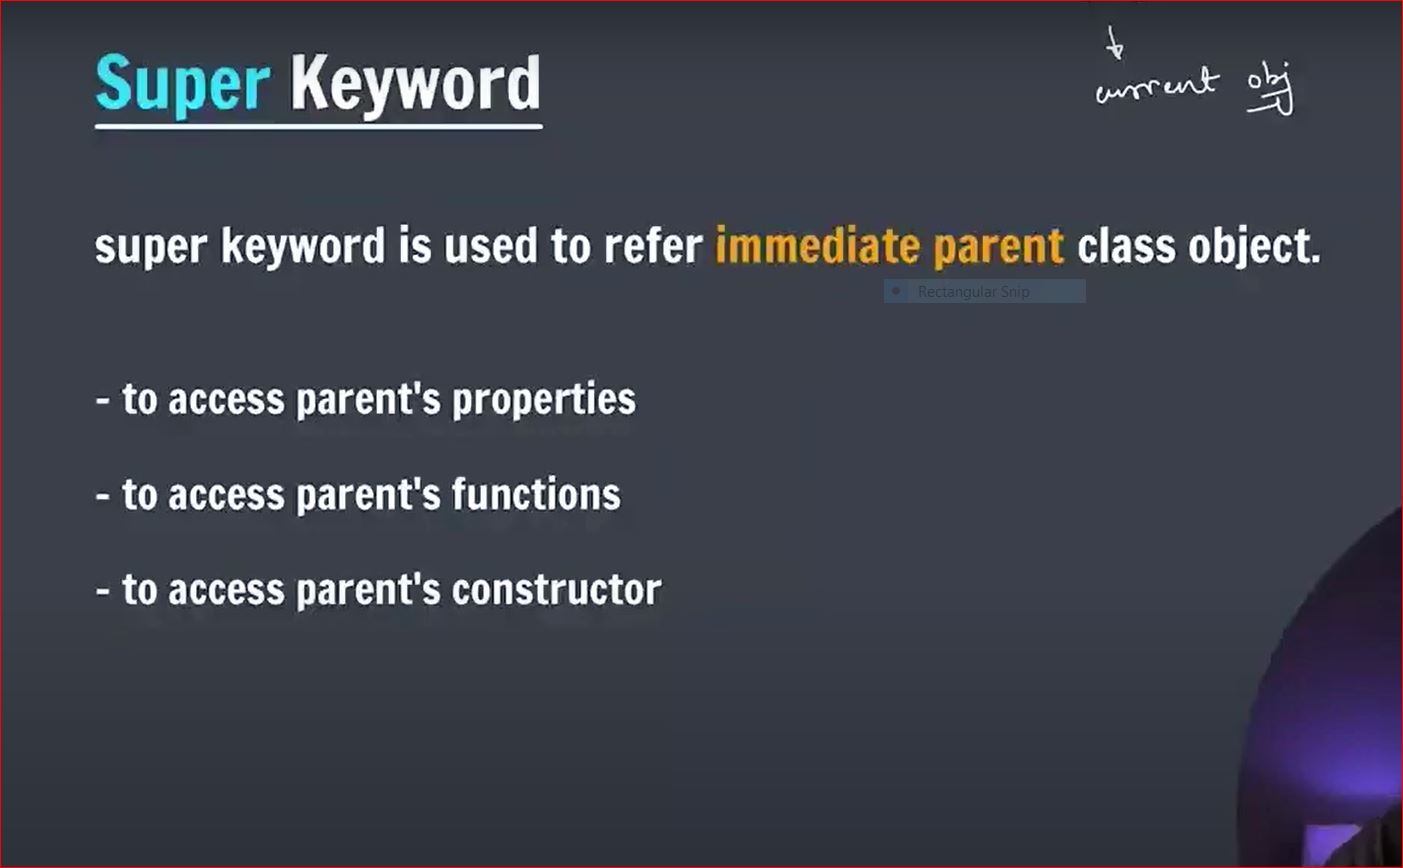 Super Keyword
current obj
super keyword is used to refer immediate parent class object.
Rectangular Snip
- to access parent's properties
- to access parent's functions
- to access parent's constructor